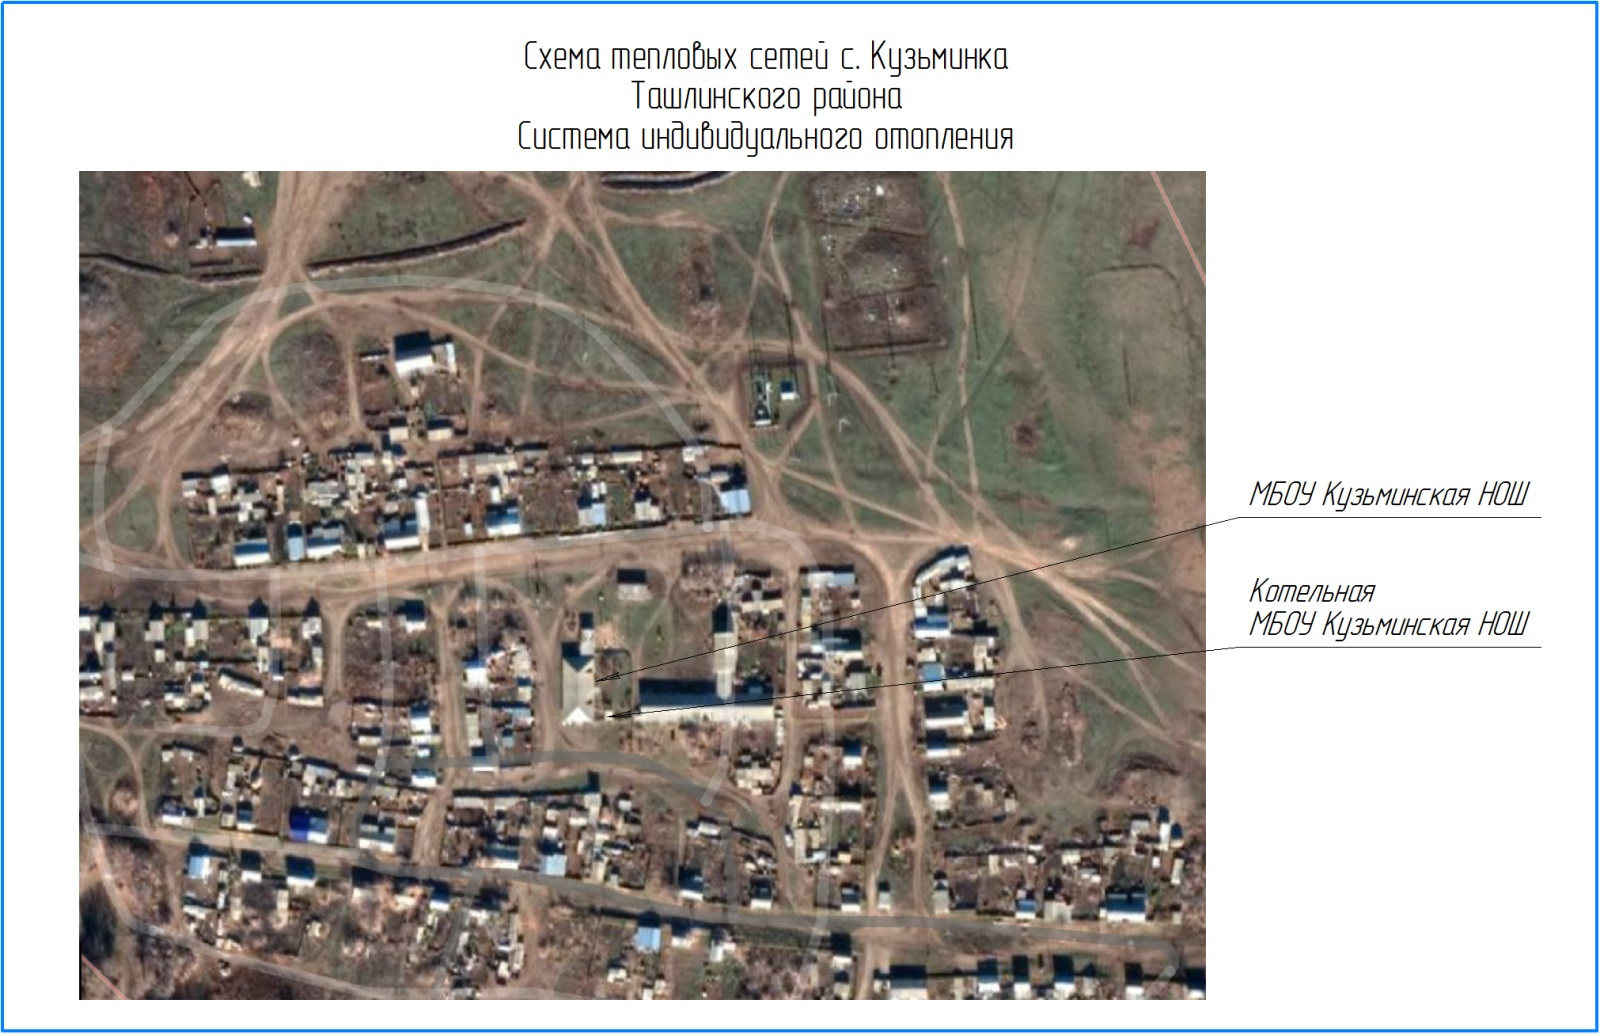 Схема тепловых сетей с. Кузьминка
Ташлинского района
Система индивидуального отопления
МБОУ Кузьминская НОШ
Котельная
МБОУ Кузьминская НОШ